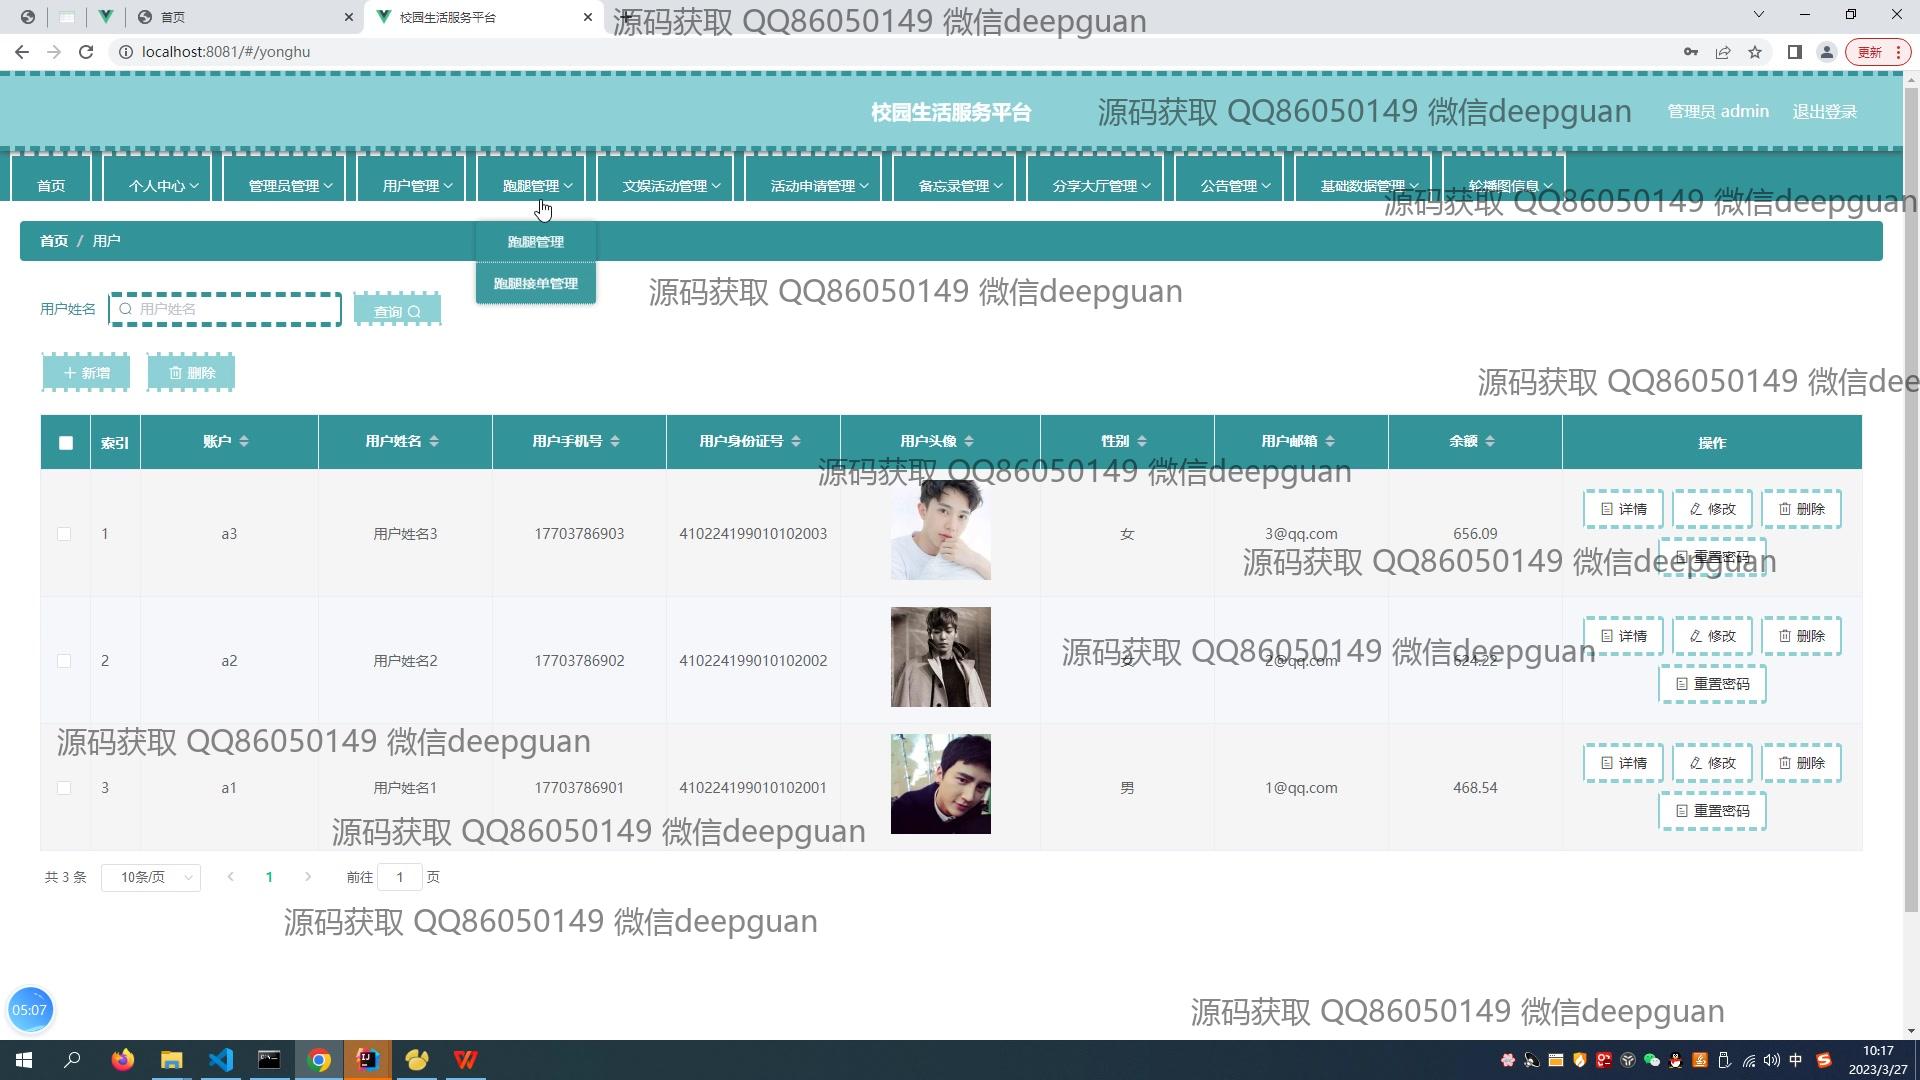 首页
校园生活服务平台
源码获取 QQ86050149 微信deepguan
localhost:8081/#/yonghu
更新
校园生活服务平台
源码获取 QQ86050149 微信deepguan
管理员 admin
退出登录
首页 个人中心 管理员管理 用户管理 跑腿管理 文娱活动管理 活动申请管理 备忘录管理 分享大厅管理 公告管理 基础数据管理 轮播图信息
源码获取 QQ86050149 微信deepguan
首页 / 用户
跑腿管理
跑腿接单管理
源码获取 QQ86050149 微信deepguan
用户姓名 用户姓名 查询
新增 删除
源码获取 QQ86050149 微信dee
索引 账户 用户姓名 用户手机号 用户身份证号 用户头像 性别 用户邮箱 余额 操作
源码获取 QQ86050149 微信deepguan
1 a3 用户姓名3 17703786903 410224199010102003 女 3@qq.com 656.09 详情 修改 删除
重置密码
源码获取 QQ86050149 微信deepguan
2 a2 用户姓名2 17703786902 410224199010102002 女 2@qq.com 624.22 详情 修改 删除
重置密码
源码获取 QQ86050149 微信deepguan
源码获取 QQ86050149 微信deepguan
3 a1 用户姓名1 17703786901 410224199010102001 男 1@qq.com 468.54 详情 修改 删除
重置密码
源码获取 QQ86050149 微信deepguan
共 3 条 10条/页 1 前往 1 页
源码获取 QQ86050149 微信deepguan
05:07
源码获取 QQ86050149 微信deepguan
中
10:17
2023/3/27